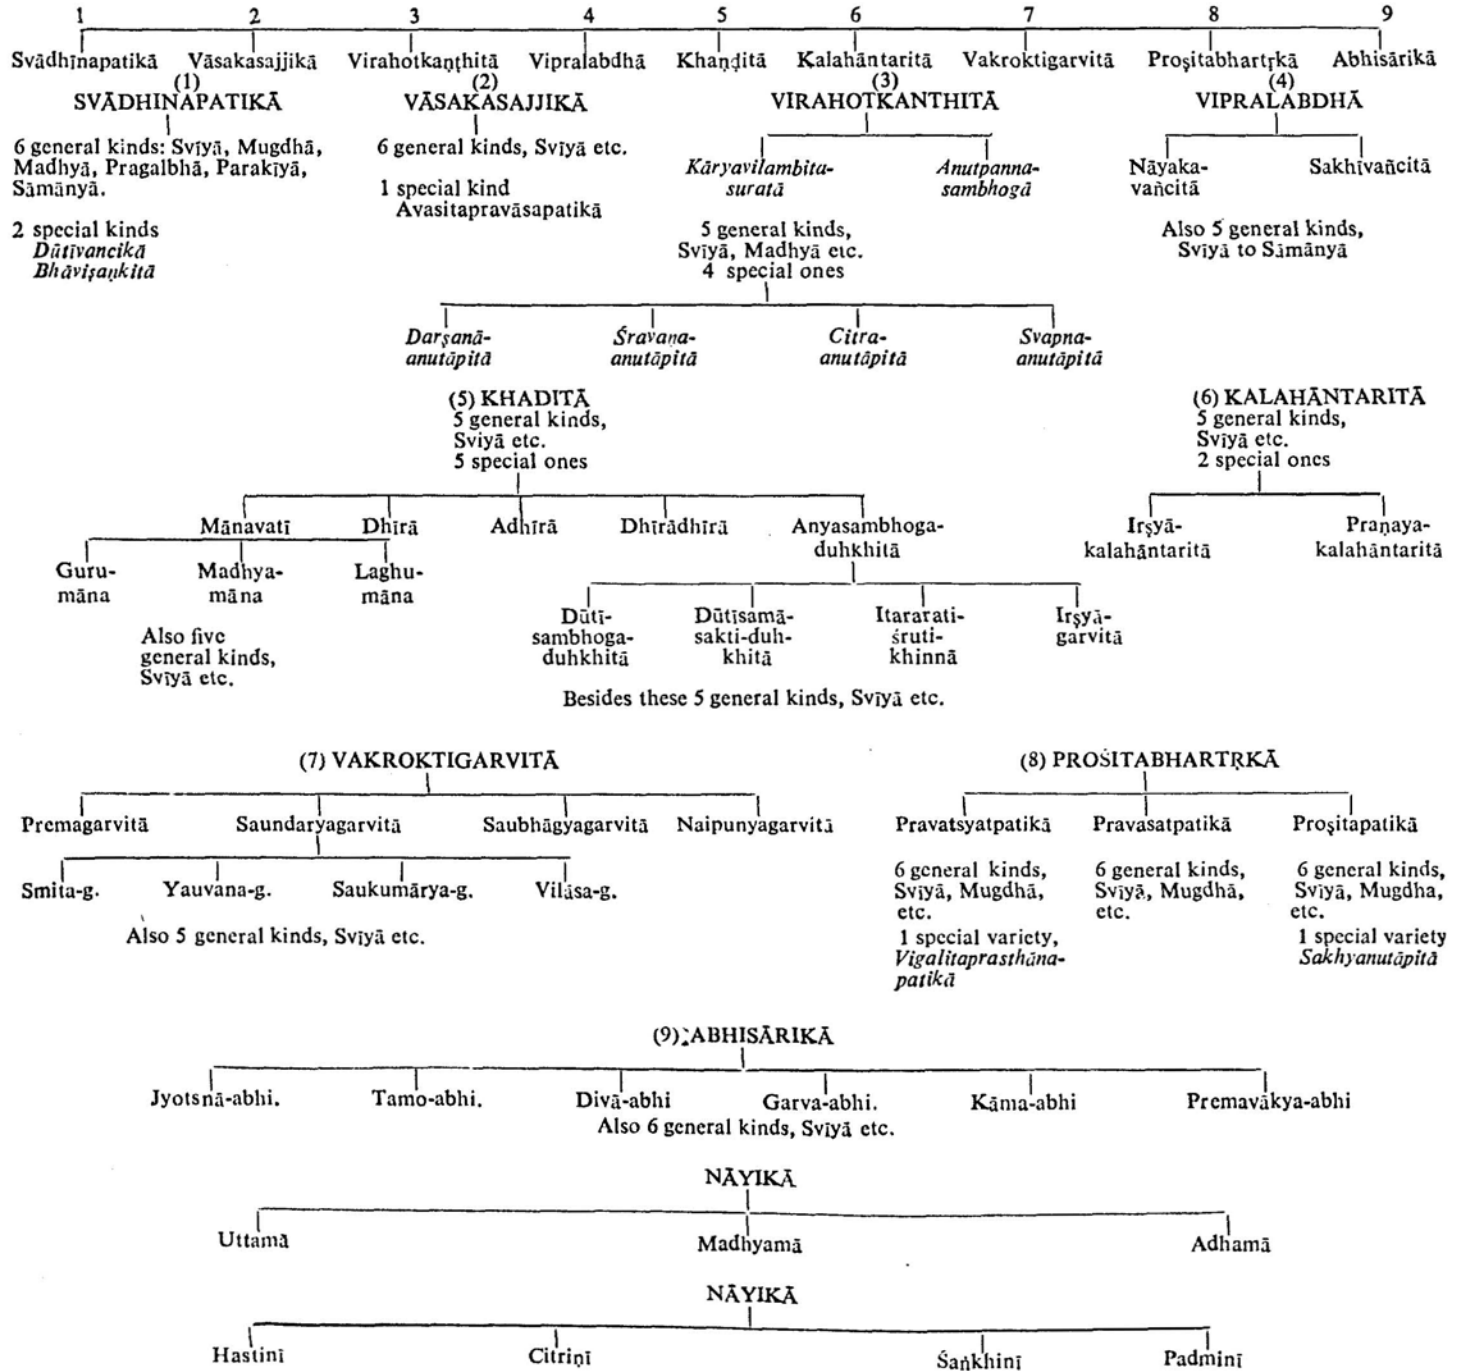 1 2 3 4 5 6 7 8 9
Svādhīnapatikā Vāsakasajjikā Virahotkaṇṭhitā Vipralabdhā Khaṇḍitā Kalahāntaritā Vakroktigarvitā Proṣitabhartṛkā Abhisārikā
(1)
SVĀDHINAPATIKĀ
6 general kinds: Svīyā, Mugdhā,
Madhyā, Pragalbhā, Parakīyā,
Sāmānyā.
2 special kinds
Dūtīvancikā
Bhāviṣaṇkitā
(2)
VĀSAKASAJJIKĀ
6 general kinds, Svīyā etc.
1 special kind
Avasitapravāsapatikā
(3)
VIRAHOTKANTHITĀ
Kāryavilambita- Anutpanna-
suratā sambhogā
5 general kinds,
Svīyā, Madhyā etc.
4 special ones
Darṣanā- Śravaṇa- Citra- Svapna-
anutāpitā anutāpitā anutāpitā anutāpitā
(4)
VIPRALABDHĀ
Nāyaka- Sakhīvañcitā
vañcitā
Also 5 general kinds,
Svīyā to Sāmānyā
(5) KHADITĀ
5 general kinds,
Sviyā etc.
5 special ones
Mānavatī Dhīrā Adhīrā Dhīrādhīrā Anyasambhoga-
duhkhitā
Guru- Madhya- Laghu-
māna māna māna
Also five
general kinds,
Svīyā etc.
Dūtī- Dūtīsamā- Itararati- Irṣyā-
sambhoga- sakti-duh- śruti- garvitā
duhkhitā khitā khinnā
Besides these 5 general kinds, Svīyā etc.
(6) KALAHĀNTARITĀ
5 general kinds,
Svīyā etc.
2 special ones
Irṣyā- Praṇaya-
kalahāntaritā kalahāntaritā
(7) VAKROKTIGARVITĀ
Premagarvitā Saundaryagarvitā Saubhāgyagarvitā Naipunyagarvitā
Smita-g. Yauvana-g. Saukumārya-g. Vilāsa-g.
Also 5 general kinds, Svīyā etc.
(8) PROŚITABHARTṚKĀ
Pravatsyatpatikā Pravasatpatikā Proṣitapatikā
6 general kinds, 6 general kinds, 6 general kinds,
Svīyā, Mugdhā, Svīyā, Mugdhā, Svīyā, Mugdha,
etc. etc. etc.
1 special variety, 1 special variety
Vigalitaprasthāna- Sakhyanutāpitā
patikā
(9) ABHISĀRIKĀ
Jyotsnā-abhi. Tamo-abhi. Divā-abhi Garva-abhi. Kāma-abhi Premavākya-abhi
Also 6 general kinds, Svīyā etc.
NĀYIKĀ
Uttamā Madhyamā Adhamā
NĀYIKĀ
Hastinī Citriṇī Śaṅkhinī Padminī